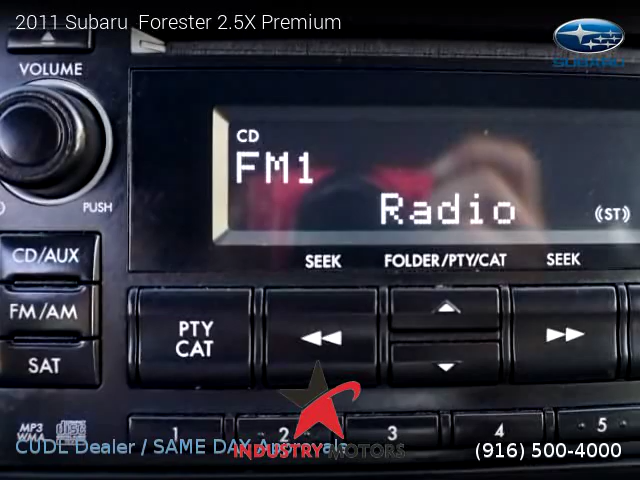 2011 Subaru Forester 2.5X Premium
SUBARU
VOLUME
CD
FM1
Radio
(ST)
PUSH
SEEK
FOLDER/PTY/CAT
SEEK
CD/AUX
FM/AM
SAT
PTY
CAT
MP3
WMA
disc
1
2
3
4
5
CUDL Dealer / SAME DAY Approvals
INDUSTRY MOTORS
(916) 500-4000